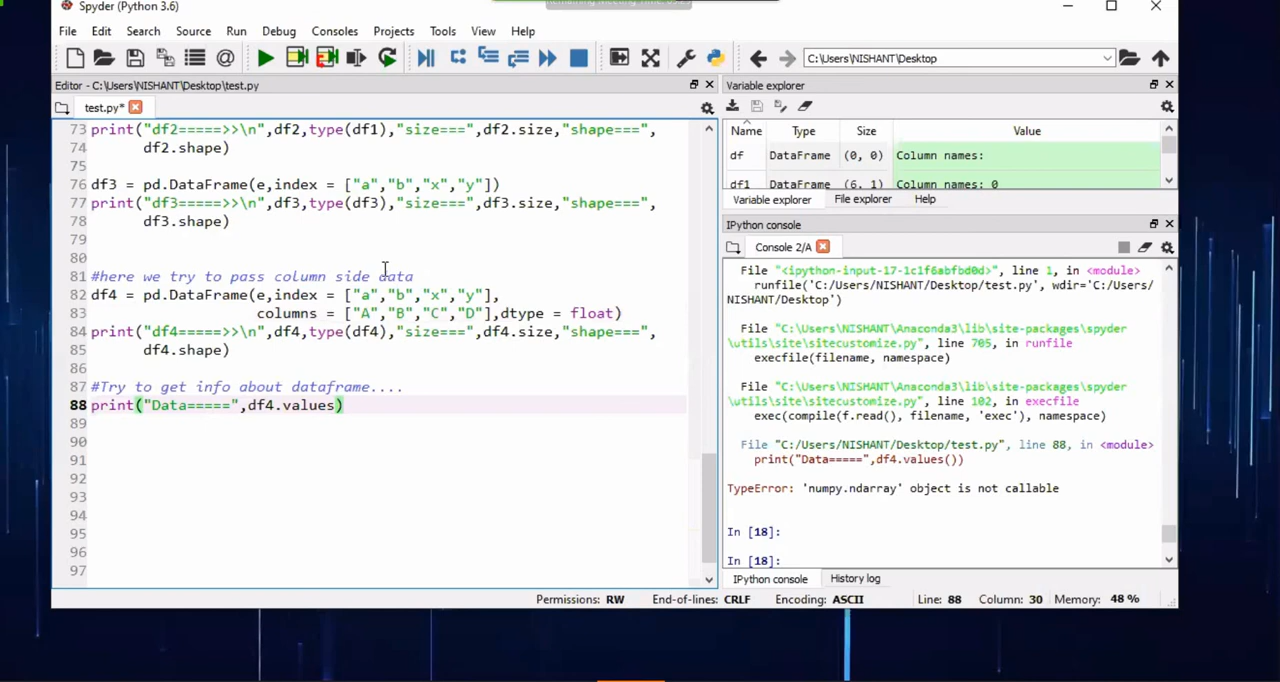 Spyder (Python 3.6)
File Edit Search Source Run Debug Consoles Projects Tools View Help
C:\Users\NISHANT\Desktop
Editor - C:\Users\NISHANT\Desktop\test.py
test.py*
73 print("df2=====>>\n",df2,type(df1),"size===",df2.size,"shape===",
74 df2.shape)
75
76 df3 = pd.DataFrame(e,index = ["a","b","x","y"])
77 print("df3=====>>\n",df3,type(df3),"size===",df3.size,"shape===",
78 df3.shape)
79
80
81 #here we try to pass column side data
82 df4 = pd.DataFrame(e,index = ["a","b","x","y"],
83 columns = ["A","B","C","D"],dtype = float)
84 print("df4=====>>\n",df4,type(df4),"size===",df4.size,"shape===",
85 df4.shape)
86
87 #Try to get info about dataframe....
88 print("Data=====",df4.values)
89
90
91
92
93
94
95
96
97
Variable explorer
Name Type Size Value
df DataFrame (0, 0) Column names:
df1 DataFrame (6, 1) Column names: 0
Variable explorer File explorer Help
IPython console
Console 2/A
File "<ipython-input-17-1c1f6abfbd0d>", line 1, in <module>
runfile('C:/Users/NISHANT/Desktop/test.py', wdir='C:/Users/
NISHANT/Desktop')
File "C:\Users\NISHANT\Anaconda3\lib\site-packages\spyder
\utils\site\sitecustomize.py", line 705, in runfile
execfile(filename, namespace)
File "C:\Users\NISHANT\Anaconda3\lib\site-packages\spyder
\utils\site\sitecustomize.py", line 102, in execfile
exec(compile(f.read(), filename, 'exec'), namespace)
File "C:/Users/NISHANT/Desktop/test.py", line 88, in <module>
print("Data=====",df4.values())
TypeError: 'numpy.ndarray' object is not callable
In [18]:
In [18]:
IPython console History log
Permissions: RW End-of-lines: CRLF Encoding: ASCII Line: 88 Column: 30 Memory: 48 %